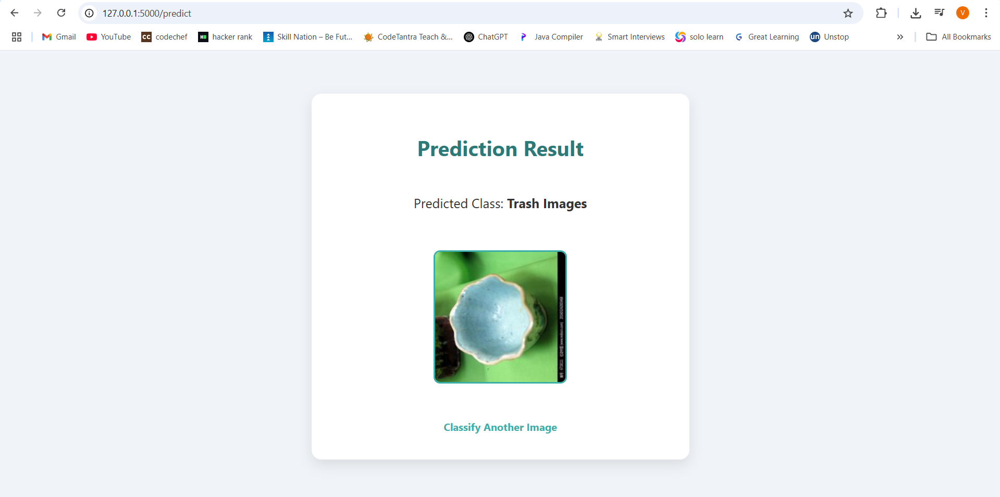 127.0.0.1:5000/predict
Gmail YouTube codechef hacker rank Skill Nation – Be Fut... CodeTantra Teach &... ChatGPT Java Compiler Smart Interviews solo learn Great Learning Unstop » All Bookmarks
Prediction Result
Predicted Class: Trash Images
Classify Another Image